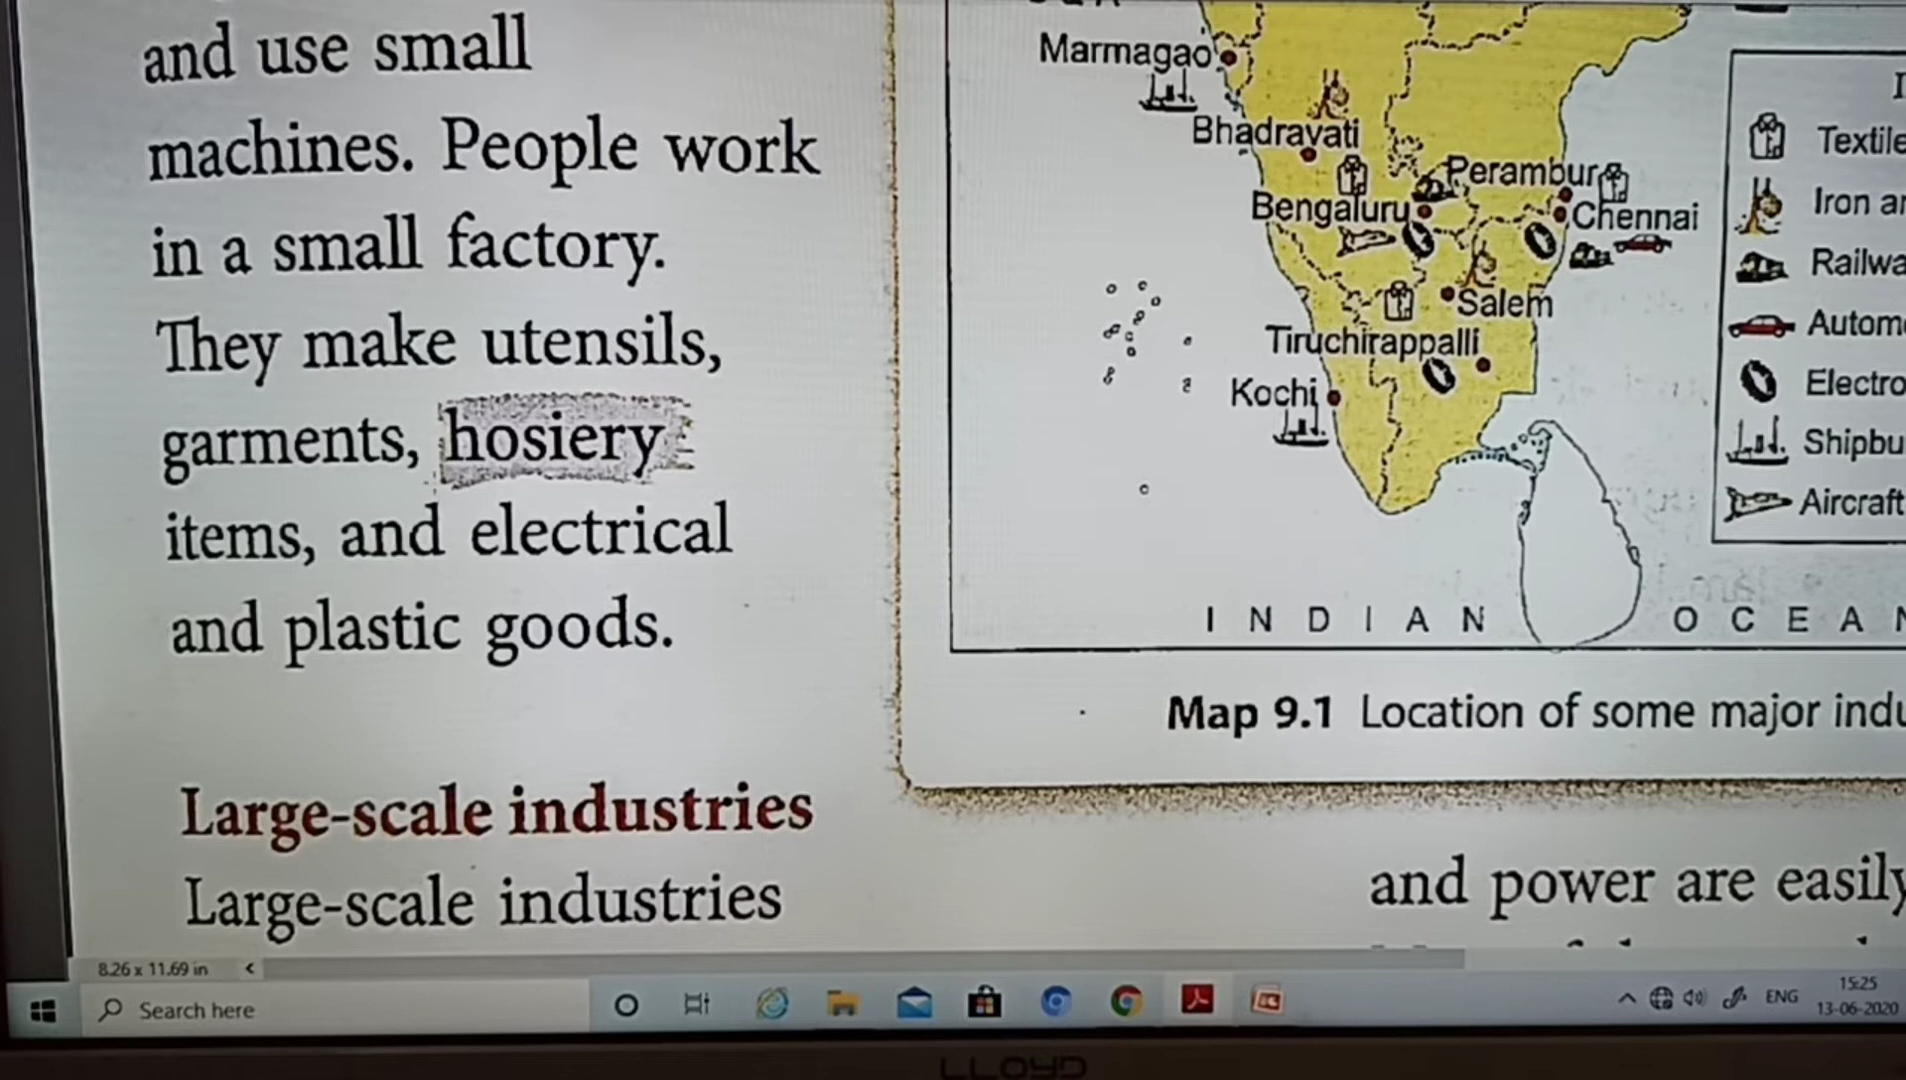 and use small
machines. People work
in a small factory.
They make utensils,
garments, hosiery
items, and electrical
and plastic goods.
Large-scale industries
Large-scale industries
Marmagao
Bhadravati
Perambur
Bengaluru
Chennai
Salem
Tiruchirappalli
Kochi
Textile
Iron
Railwa
Automo
Electro
Shipbu
Aircraft
INDIAN OCEAN
Map 9.1 Location of some major indu
and power are easily
8.26 x 11.69 in
Search here
ENG
15:25
13-06-2020
LLOYD